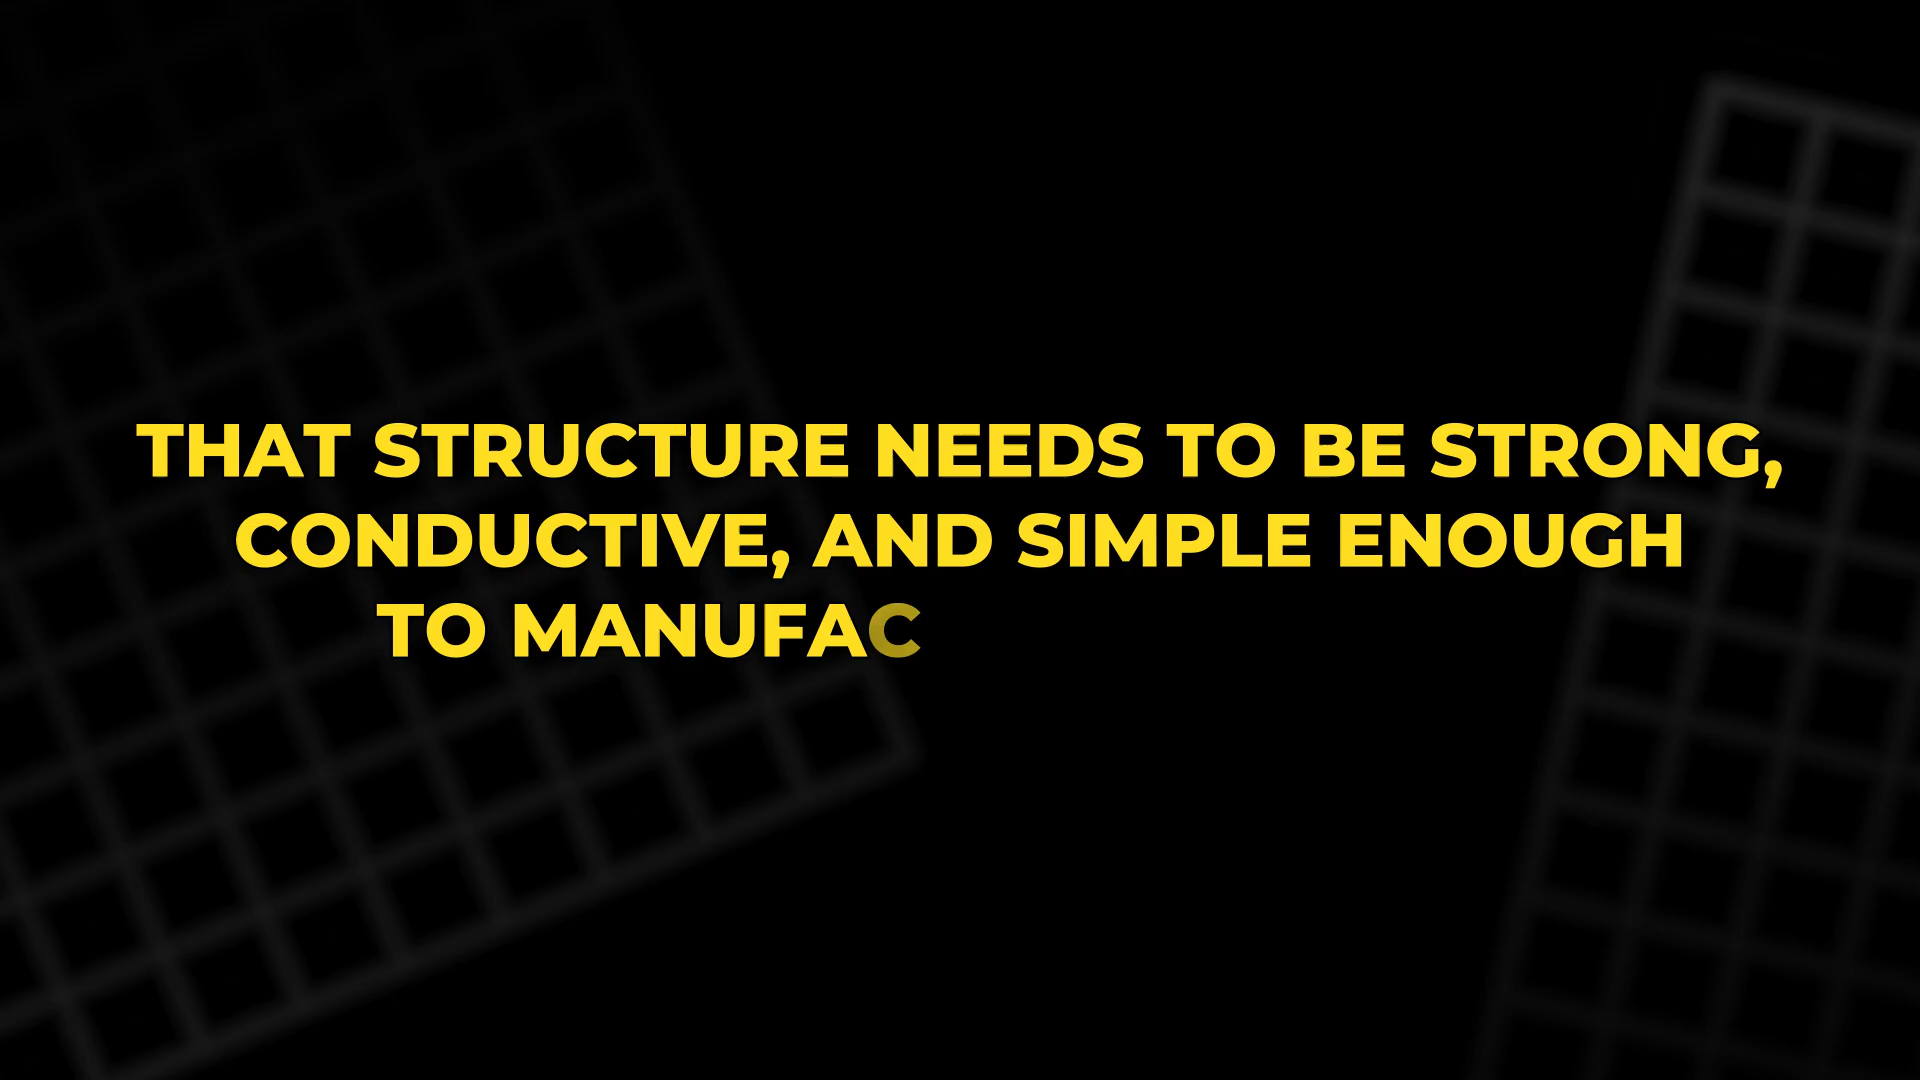 THAT STRUCTURE NEEDS TO BE STRONG,
CONDUCTIVE, AND SIMPLE ENOUGH
TO MANUFAC